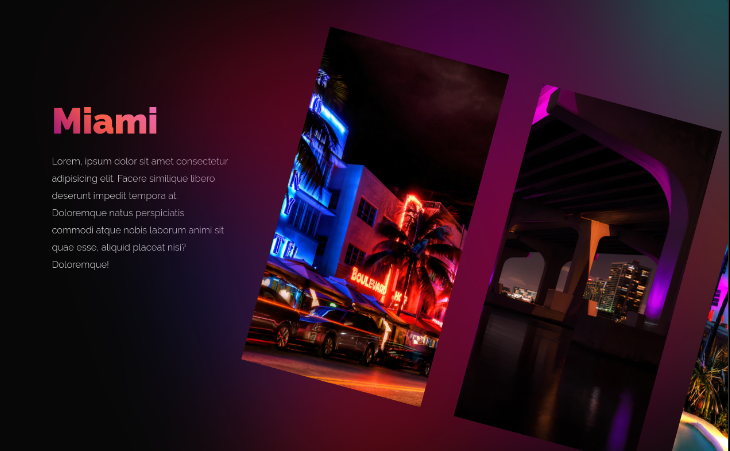 Miami
Lorem, ipsum dolor sit amet consectetur
adipisicing elit. Facere similique libero
deserunt impedit tempora at.
Doloremque natus perspiciatis
commodi atque nobis laborum animi sit
quae esse, aliquid placeat nisi?
Doloremque!
BOULEVARD